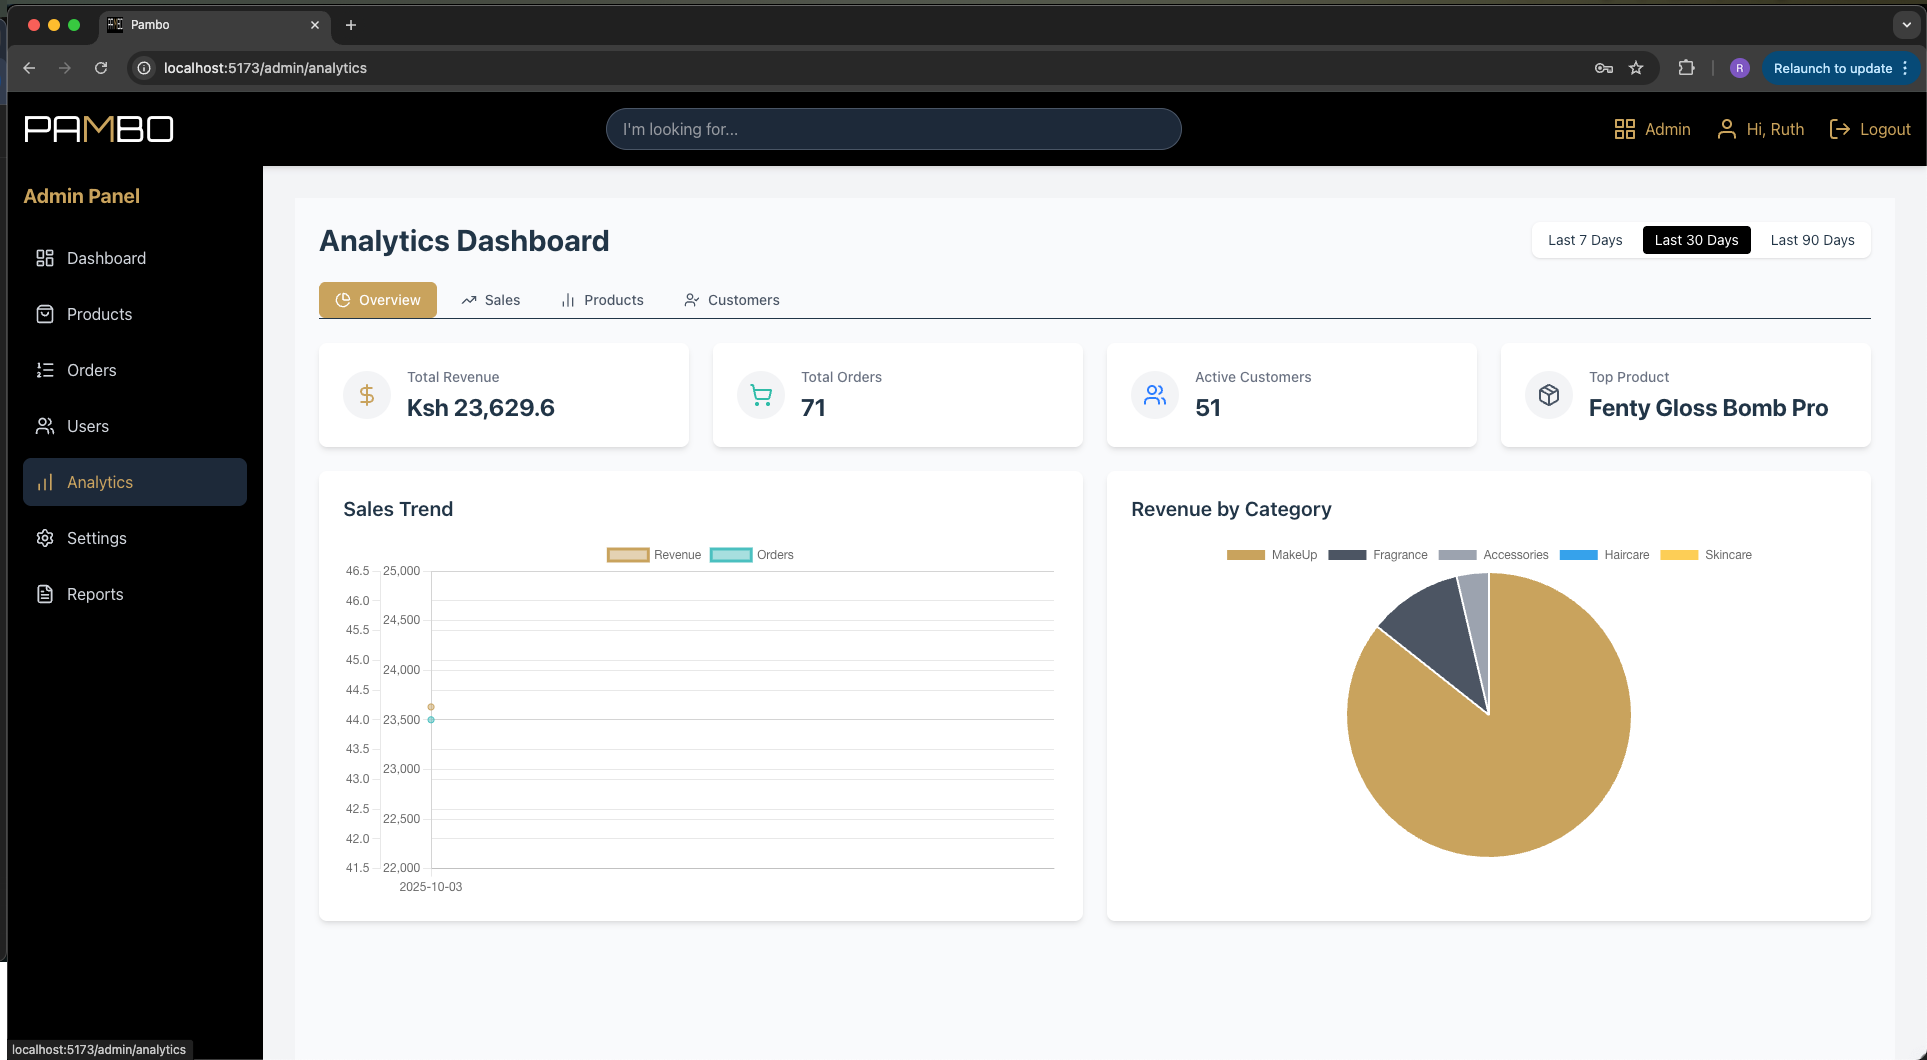 Pambo
localhost:5173/admin/analytics
R
Relaunch to update
PAMBO
I'm looking for...
Admin
Hi, Ruth
Logout
Admin Panel
Dashboard
Products
Orders
Users
Analytics
Settings
Reports
Analytics Dashboard
Last 7 Days
Last 30 Days
Last 90 Days
Overview
Sales
Products
Customers
Total Revenue
Ksh 23,629.6
Total Orders
71
Active Customers
51
Top Product
Fenty Gloss Bomb Pro
Sales Trend
Revenue Orders
46.5 25,000
46.0
24,500
45.5
45.0
24,000
44.5
44.0 23,500
43.5
23,000
43.0
42.5
22,500
42.0
41.5 22,000
2025-10-03
Revenue by Category
MakeUp Fragrance Accessories Haircare Skincare
localhost:5173/admin/analytics